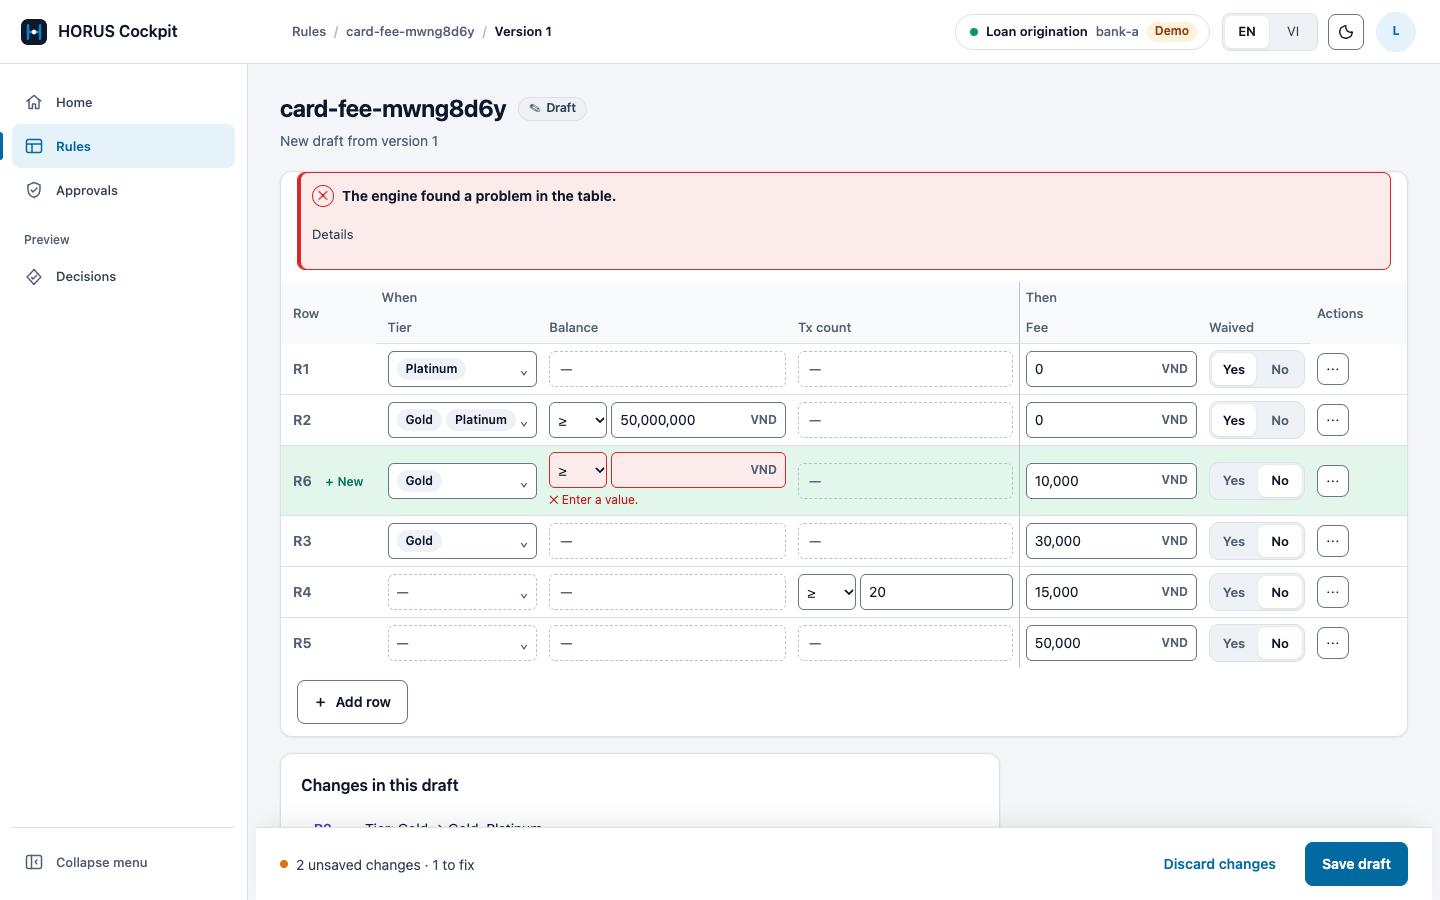 HORUS Cockpit
Rules / card-fee-mwng8d6y / Version 1
Loan origination bank-a Demo
EN VI
L
Home
Rules
Approvals
Preview
Decisions
Collapse menu
card-fee-mwng8d6y Draft
New draft from version 1
The engine found a problem in the table.
Details
Row When Then Actions
Tier Balance Tx count Fee Waived
R1 Platinum — — 0 VND Yes No ...
R2 Gold Platinum ≥ 50,000,000 VND — 0 VND Yes No ...
R6 + New Gold ≥ VND — 10,000 VND Yes No ...
Enter a value.
R3 Gold — — 30,000 VND Yes No ...
R4 — — ≥ 20 15,000 VND Yes No ...
R5 — — — 50,000 VND Yes No ...
+ Add row
Changes in this draft
R2 Tier: Gold → Gold, Platinum
2 unsaved changes · 1 to fix
Discard changes
Save draft